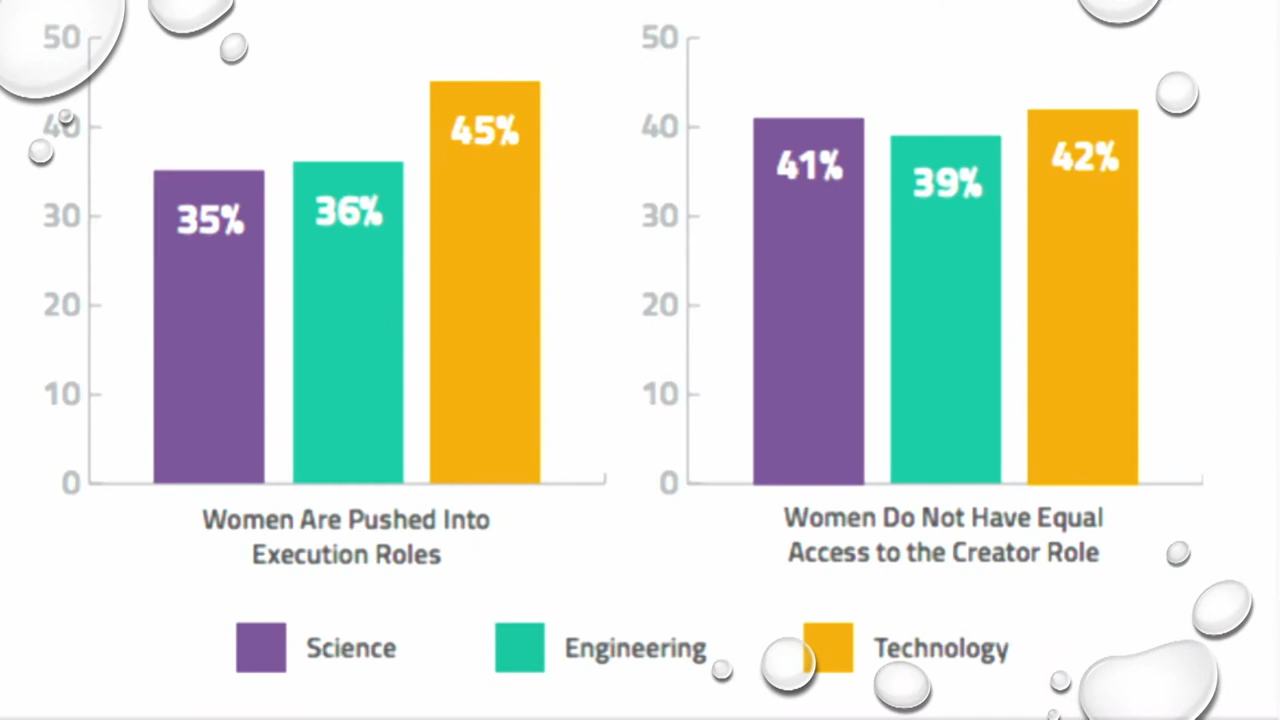 50
40
30
20
10
0
35%
36%
45%
Women Are Pushed Into
Execution Roles
50
40
30
20
10
0
41%
39%
42%
Women Do Not Have Equal
Access to the Creator Role
Science
Engineering
Technology